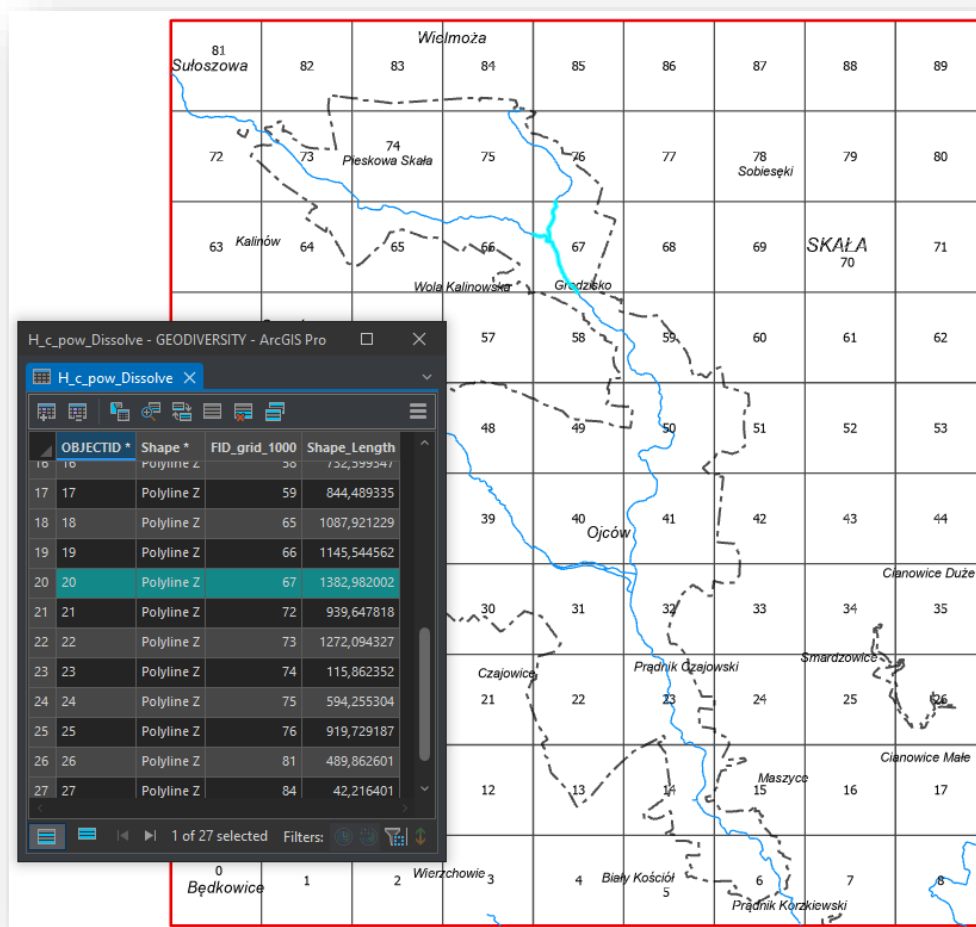 Wielmoża
81
Sułoszowa
82 83 84 85 86 87 88 89
72 73 74 75 76 77 78 79 80
Pieskowa Skała
Sobiesęki
63 Kalinów 64 65 66 67 68 69 SKAŁA 71
70
Wola Kalinowska Grodzisko
57 58 59 60 61 62
48 49 50 51 52 53
39 40 41 42 43 44
Ojców
Cianowice Duże
30 31 32 33 34 35
Czajowice Prądnik Czajowski Smardzowice
21 22 23 24 25 26
Cianowice Małe
Maszyce
12 13 14 15 16 17
0
Będkowice
1 2 Wierzchowie 3 4 Biały Kościół 6 7 8
5
Prądnik Korzkiewski
H_c_pow_Dissolve - GEODIVERSITY - ArcGIS Pro
H_c_pow_Dissolve
OBJECTID * Shape * FID_grid_1000 Shape_Length
16 16 Polyline Z 58
17 17 Polyline Z 59 844,489335
18 18 Polyline Z 65 1087,921229
19 19 Polyline Z 66 1145,544562
20 20 Polyline Z 67 1382,982002
21 21 Polyline Z 72 939,647818
22 22 Polyline Z 73 1272,094327
23 23 Polyline Z 74 115,862352
24 24 Polyline Z 75 594,255304
25 25 Polyline Z 76 919,729187
26 26 Polyline Z 81 489,862601
27 27 Polyline Z 84 42,216401
1 of 27 selected Filters: